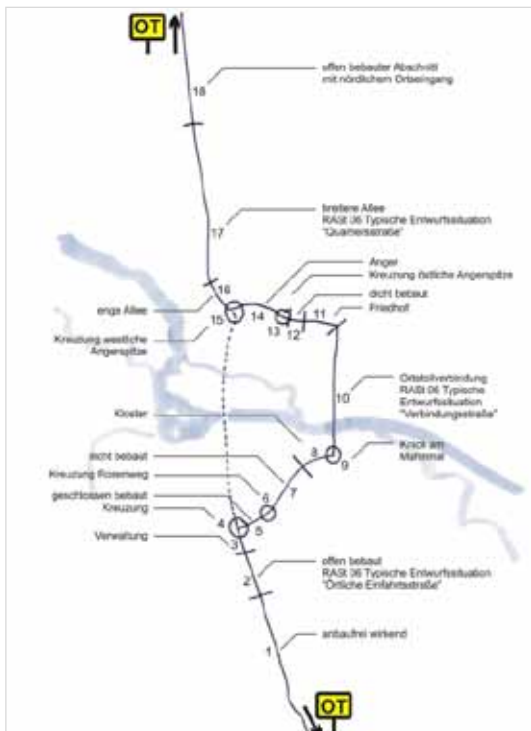 OT
offen bebauter Abschnitt
mit nördlichem Ortseingang
18
breitere Allee
RASt 06 Typische Entwurfssituation
"Quartiersstraße"
17
Anger
Kreuzung östliche Angerspitze
16
dicht bebaut
enge Allee
14
11
Friedhof
15
13
12
Kreuzung westliche
Angerspitze
10
Ortsteilverbindung
RASt 06 Typische
Entwurfssituation
"Verbindungsstraße"
Kloster
dicht bebaut
8
9
Knick am
Mahnmal
Kreuzung Rosenweg
7
geschlossen bebaut
6
Kreuzung
4
5
Verwaltung
3
offen bebaut
RASt 06 Typische Entwurfssituation
"Örtliche Einfahrtsstraße"
2
anbaufrei wirkend
1
OT